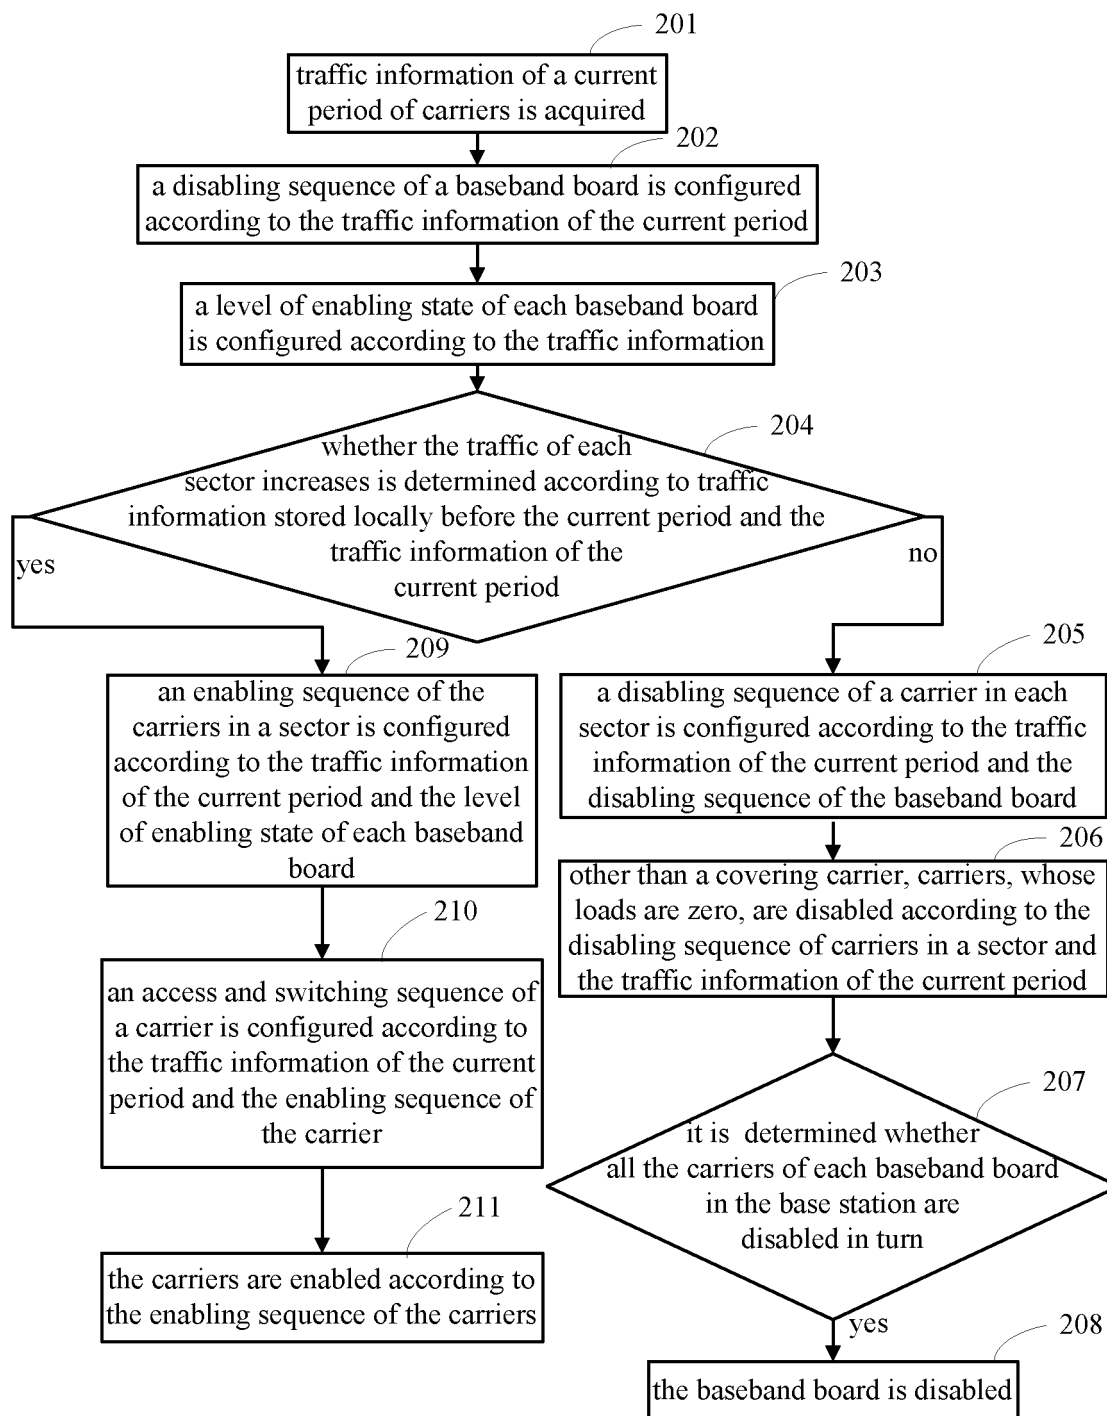 201
traffic information of a current
period of carriers is acquired
202
a disabling sequence of a baseband board is configured
according to the traffic information of the current period
203
a level of enabling state of each baseband board
is configured according to the traffic information
204
whether the traffic of each
sector increases is determined according to traffic
information stored locally before the current period and the
traffic information of the
current period
yes
no
209
an enabling sequence of the
carriers in a sector is configured
according to the traffic information
of the current period and the level
of enabling state of each baseband
board
210
an access and switching sequence of
a carrier is configured according to
the traffic information of the current
period and the enabling sequence of
the carrier
211
the carriers are enabled according to
the enabling sequence of the carriers
205
a disabling sequence of a carrier in each
sector is configured according to the traffic
information of the current period and the
disabling sequence of the baseband board
206
other than a covering carrier, carriers, whose
loads are zero, are disabled according to the
disabling sequence of carriers in a sector and
the traffic information of the current period
207
it is determined whether
all the carriers of each baseband board
in the base station are
disabled in turn
yes
208
the baseband board is disabled